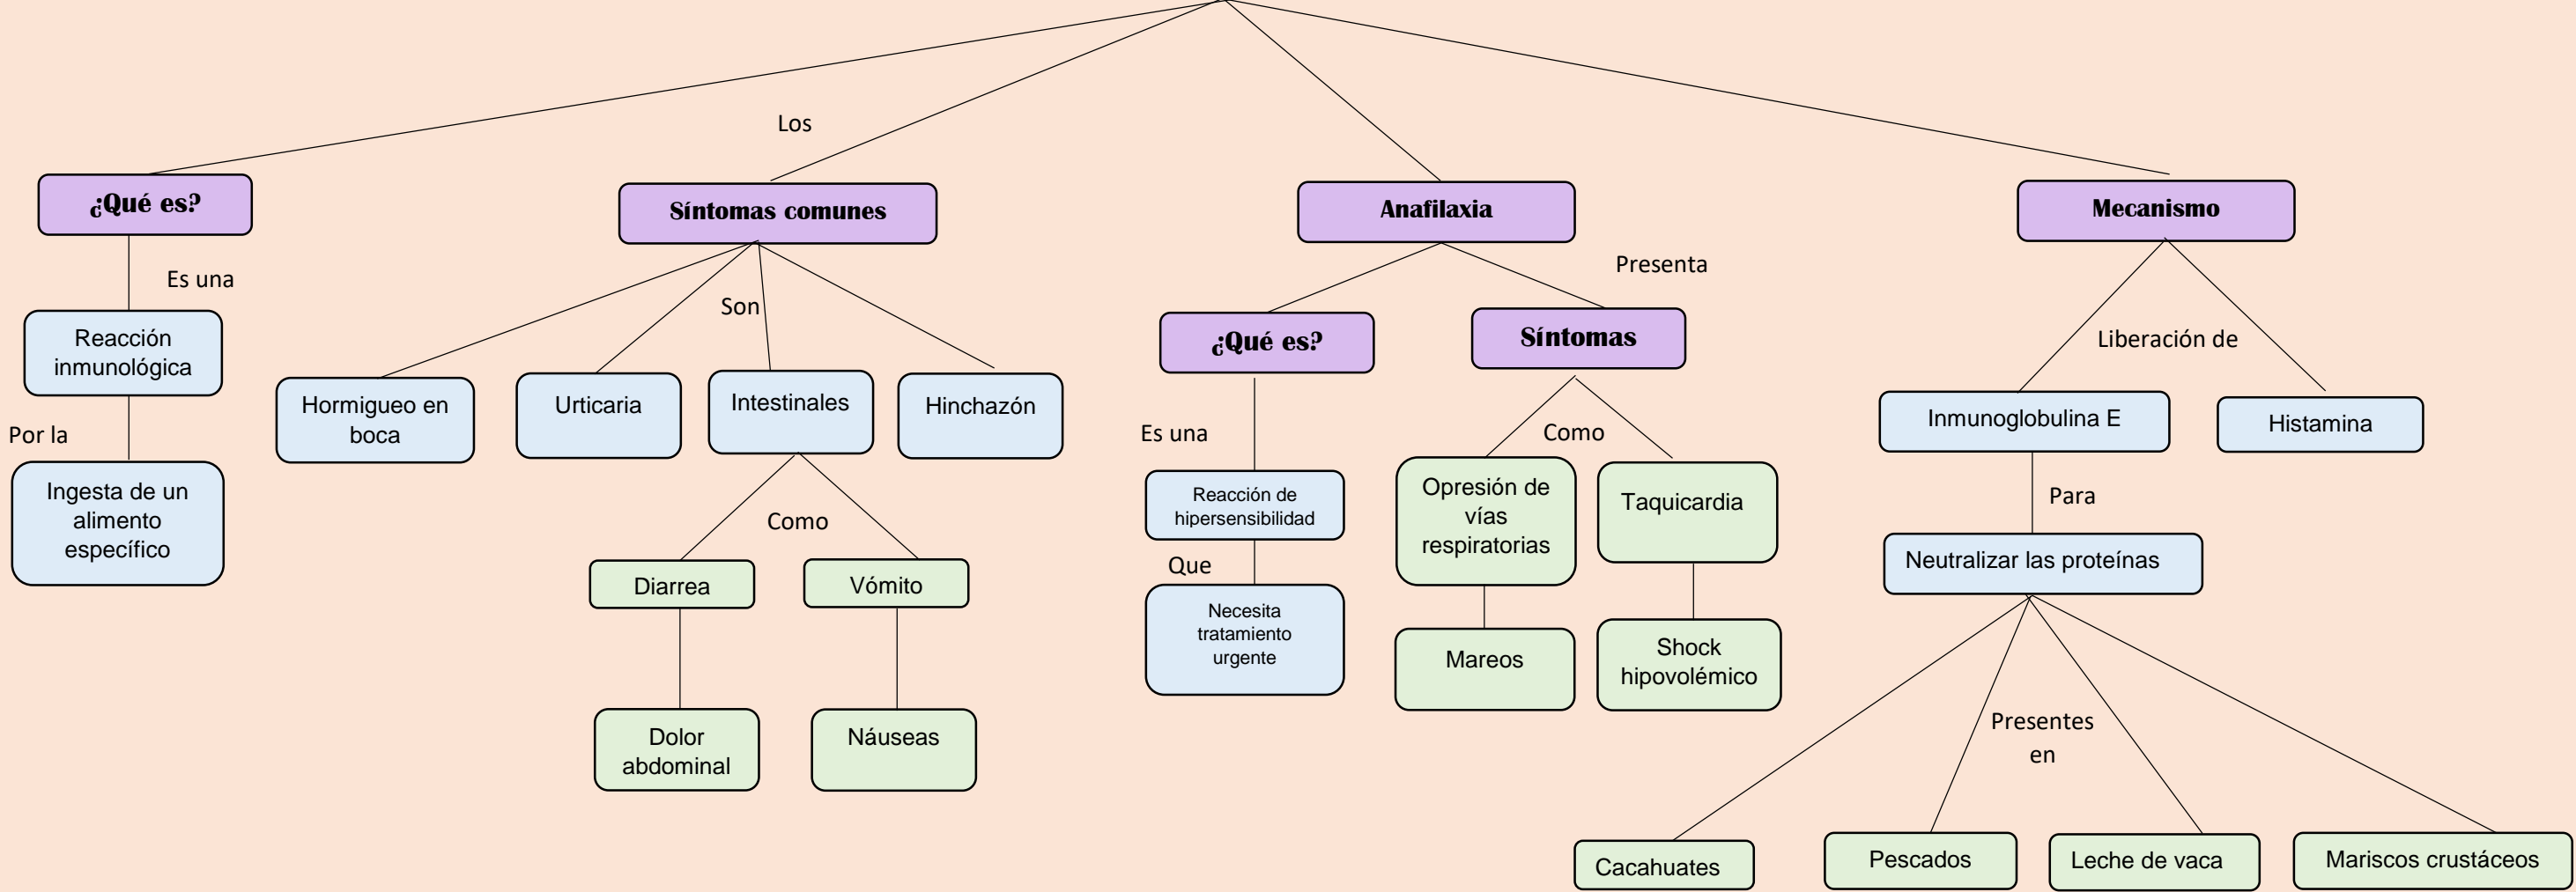 Los
¿Qué es?
Síntomas comunes
Anafilaxia
Mecanismo
Es una
Presenta
Son
Reacción
inmunológica
¿Qué es?
Síntomas
Liberación de
Hormigueo en
boca
Urticaria
Intestinales
Hinchazón
Inmunoglobulina E
Histamina
Por la
Es una
Como
Ingesta de un
alimento
específico
Reacción de
hipersensibilidad
Opresión de
vías
respiratorias
Taquicardia
Para
Como
Que
Neutralizar las proteínas
Diarrea
Vómito
Necesita
tratamiento
urgente
Mareos
Shock
hipovolémico
Dolor
abdominal
Náuseas
Presentes
en
Cacahuates
Pescados
Leche de vaca
Mariscos crustáceos